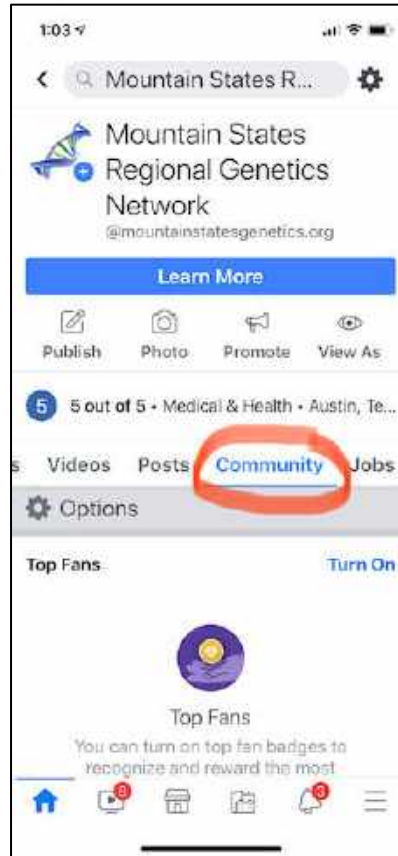 1:03
Mountain States R...
Mountain States
Regional Genetics
Network
@mountainstatesgenetics.org
Learn More
Publish Photo Promote View As
5 5 out of 5 • Medical & Health • Austin, Te...
s Videos Posts Community Jobs
Options
Top Fans Turn On
Top Fans
You can turn on top fan badges to
recognize and reward the most
8 3